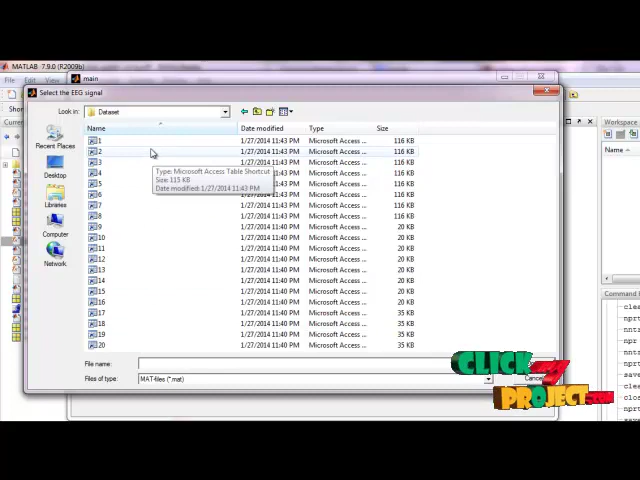 MATLAB 7.9.0 (R2009b)
main
File Edit View
Select the EEG signal
Look in: Dataset
Name Date modified Type Size
Workspace
1 1/27/2014 11:43 PM Microsoft Access ... 116 KB
2 1/27/2014 11:43 PM Microsoft Access ... 116 KB
3 1/27/2014 11:43 PM Microsoft Access ... 116 KB
4 1/27/2014 11:43 PM Microsoft Access ... 116 KB
5 1/27/2014 11:43 PM Microsoft Access ... 116 KB
6 1/27/2014 11:43 PM Microsoft Access ... 116 KB
7 1/27/2014 11:43 PM Microsoft Access ... 116 KB
8 1/27/2014 11:43 PM Microsoft Access ... 116 KB
9 1/27/2014 11:40 PM Microsoft Access ... 20 KB
10 1/27/2014 11:40 PM Microsoft Access ... 20 KB
11 1/27/2014 11:40 PM Microsoft Access ... 20 KB
12 1/27/2014 11:40 PM Microsoft Access ... 20 KB
13 1/27/2014 11:40 PM Microsoft Access ... 20 KB
14 1/27/2014 11:40 PM Microsoft Access ... 20 KB
15 1/27/2014 11:40 PM Microsoft Access ... 20 KB
16 1/27/2014 11:40 PM Microsoft Access ... 20 KB
17 1/27/2014 11:40 PM Microsoft Access ... 35 KB
18 1/27/2014 11:40 PM Microsoft Access ... 35 KB
19 1/27/2014 11:40 PM Microsoft Access ... 35 KB
20 1/27/2014 11:40 PM Microsoft Access ... 35 KB
Type: Microsoft Access Table Shortcut
Size: 115 KB
Date modified: 1/27/2014 11:43 PM
Recent Places
Desktop
Libraries
Computer
Network
File name:
Files of type: MAT-files (*.mat)
Name
Command
nprt
nntr
npr
nntr
save
save
CLICK MY
PROJECT.COM